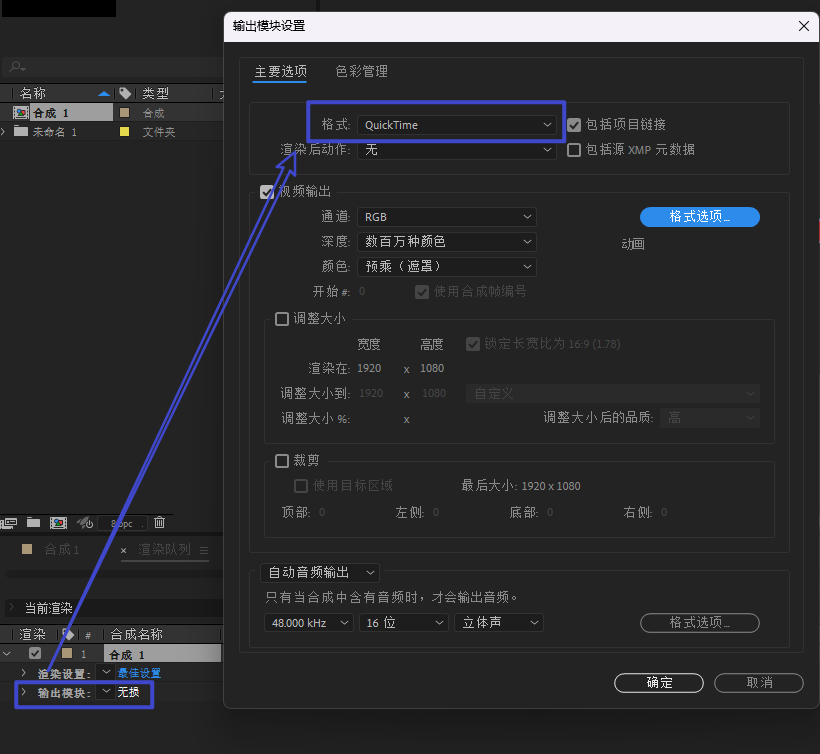 输出模块设置
主要选项
色彩管理
格式: QuickTime
包括项目链接
渲染后动作: 无
包括源 XMP 元数据
视频输出
通道: RGB
格式选项...
深度: 数百万种颜色
动画
颜色: 预乘（遮罩）
开始 #: 0
使用合成帧编号
调整大小
宽度 高度
锁定长宽比为 16:9 (1.78)
渲染在: 1920 x 1080
调整大小到: 1920 x 1080 自定义
调整大小 %: x
调整大小后的品质: 高
裁剪
使用目标区域
最后大小: 1920 x 1080
顶部: 0 左侧: 0 底部: 0 右侧: 0
自动音频输出
只有当合成中含有音频时，才会输出音频。
48.000 kHz 16 位 立体声
格式选项...
确定 取消
名称 类型
合成 1 合成
未命名 1 文件夹
8 bpc
合成1
× 渲染队列
当前渲染
渲染 # 合成名称
1 合成 1
渲染设置: 最佳设置
输出模块: 无损